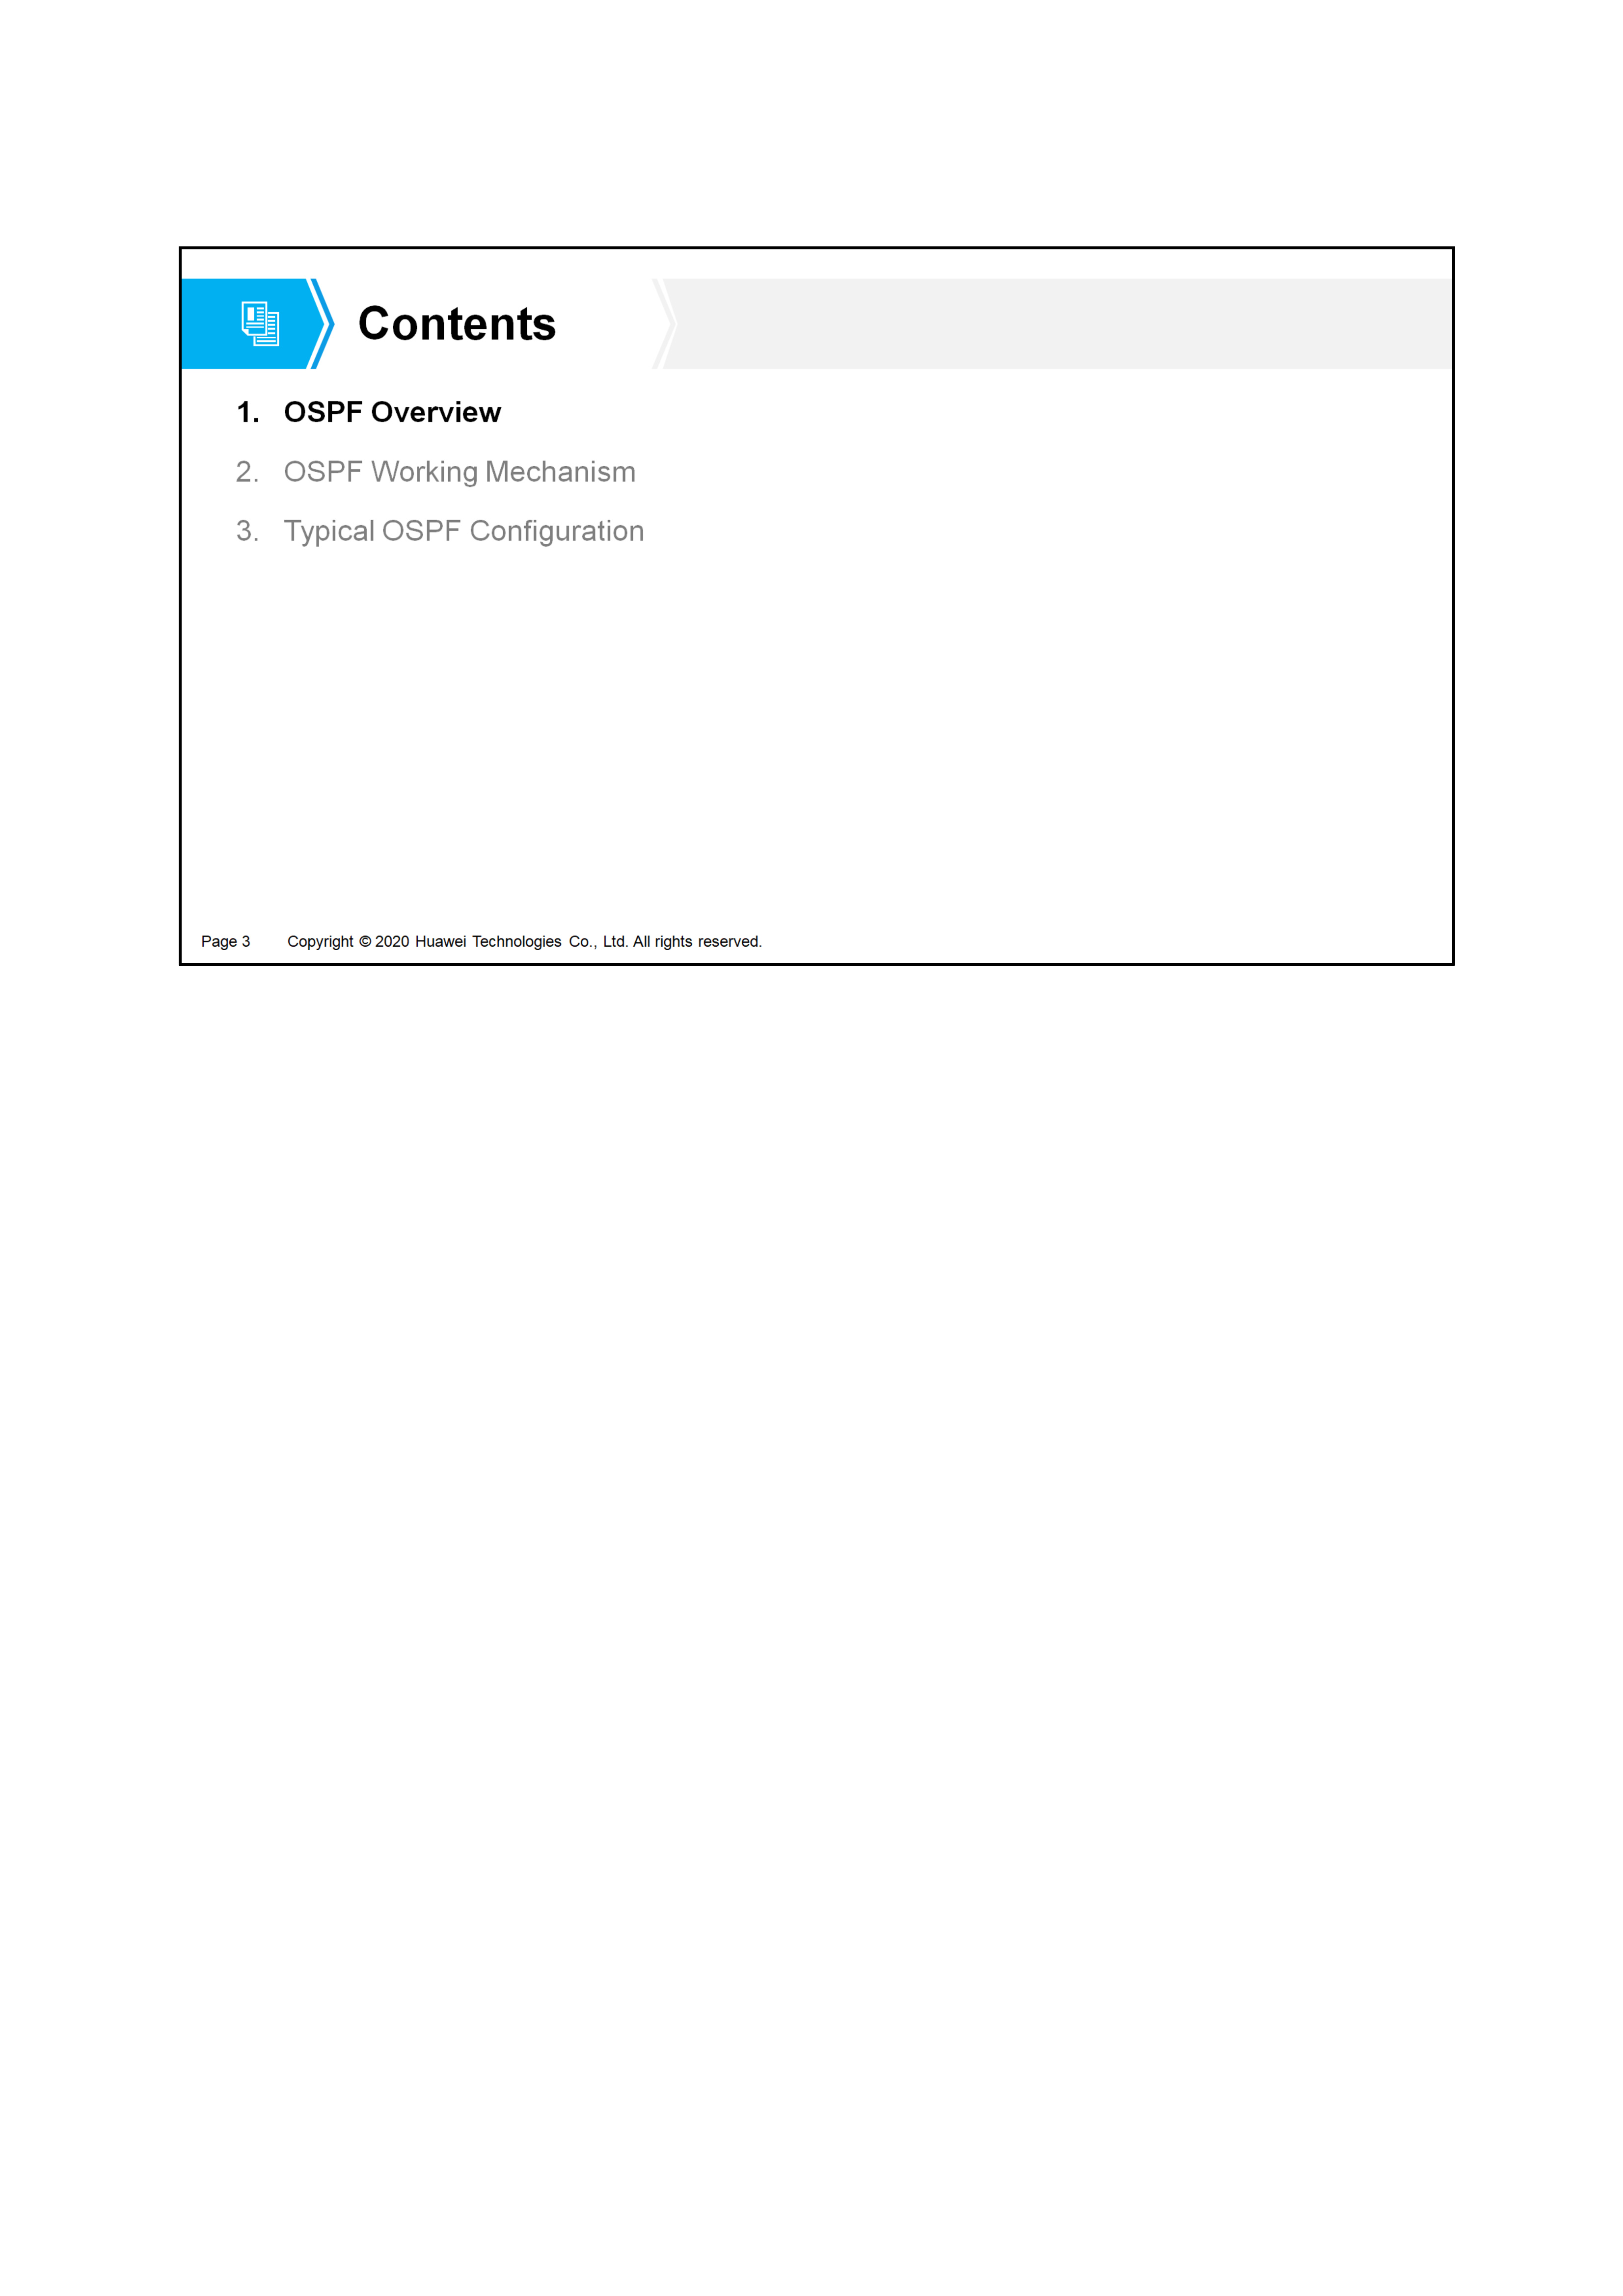 Contents
1. OSPF Overview
2. OSPF Working Mechanism
3. Typical OSPF Configuration
Page 3 Copyright © 2020 Huawei Technologies Co., Ltd. All rights reserved.